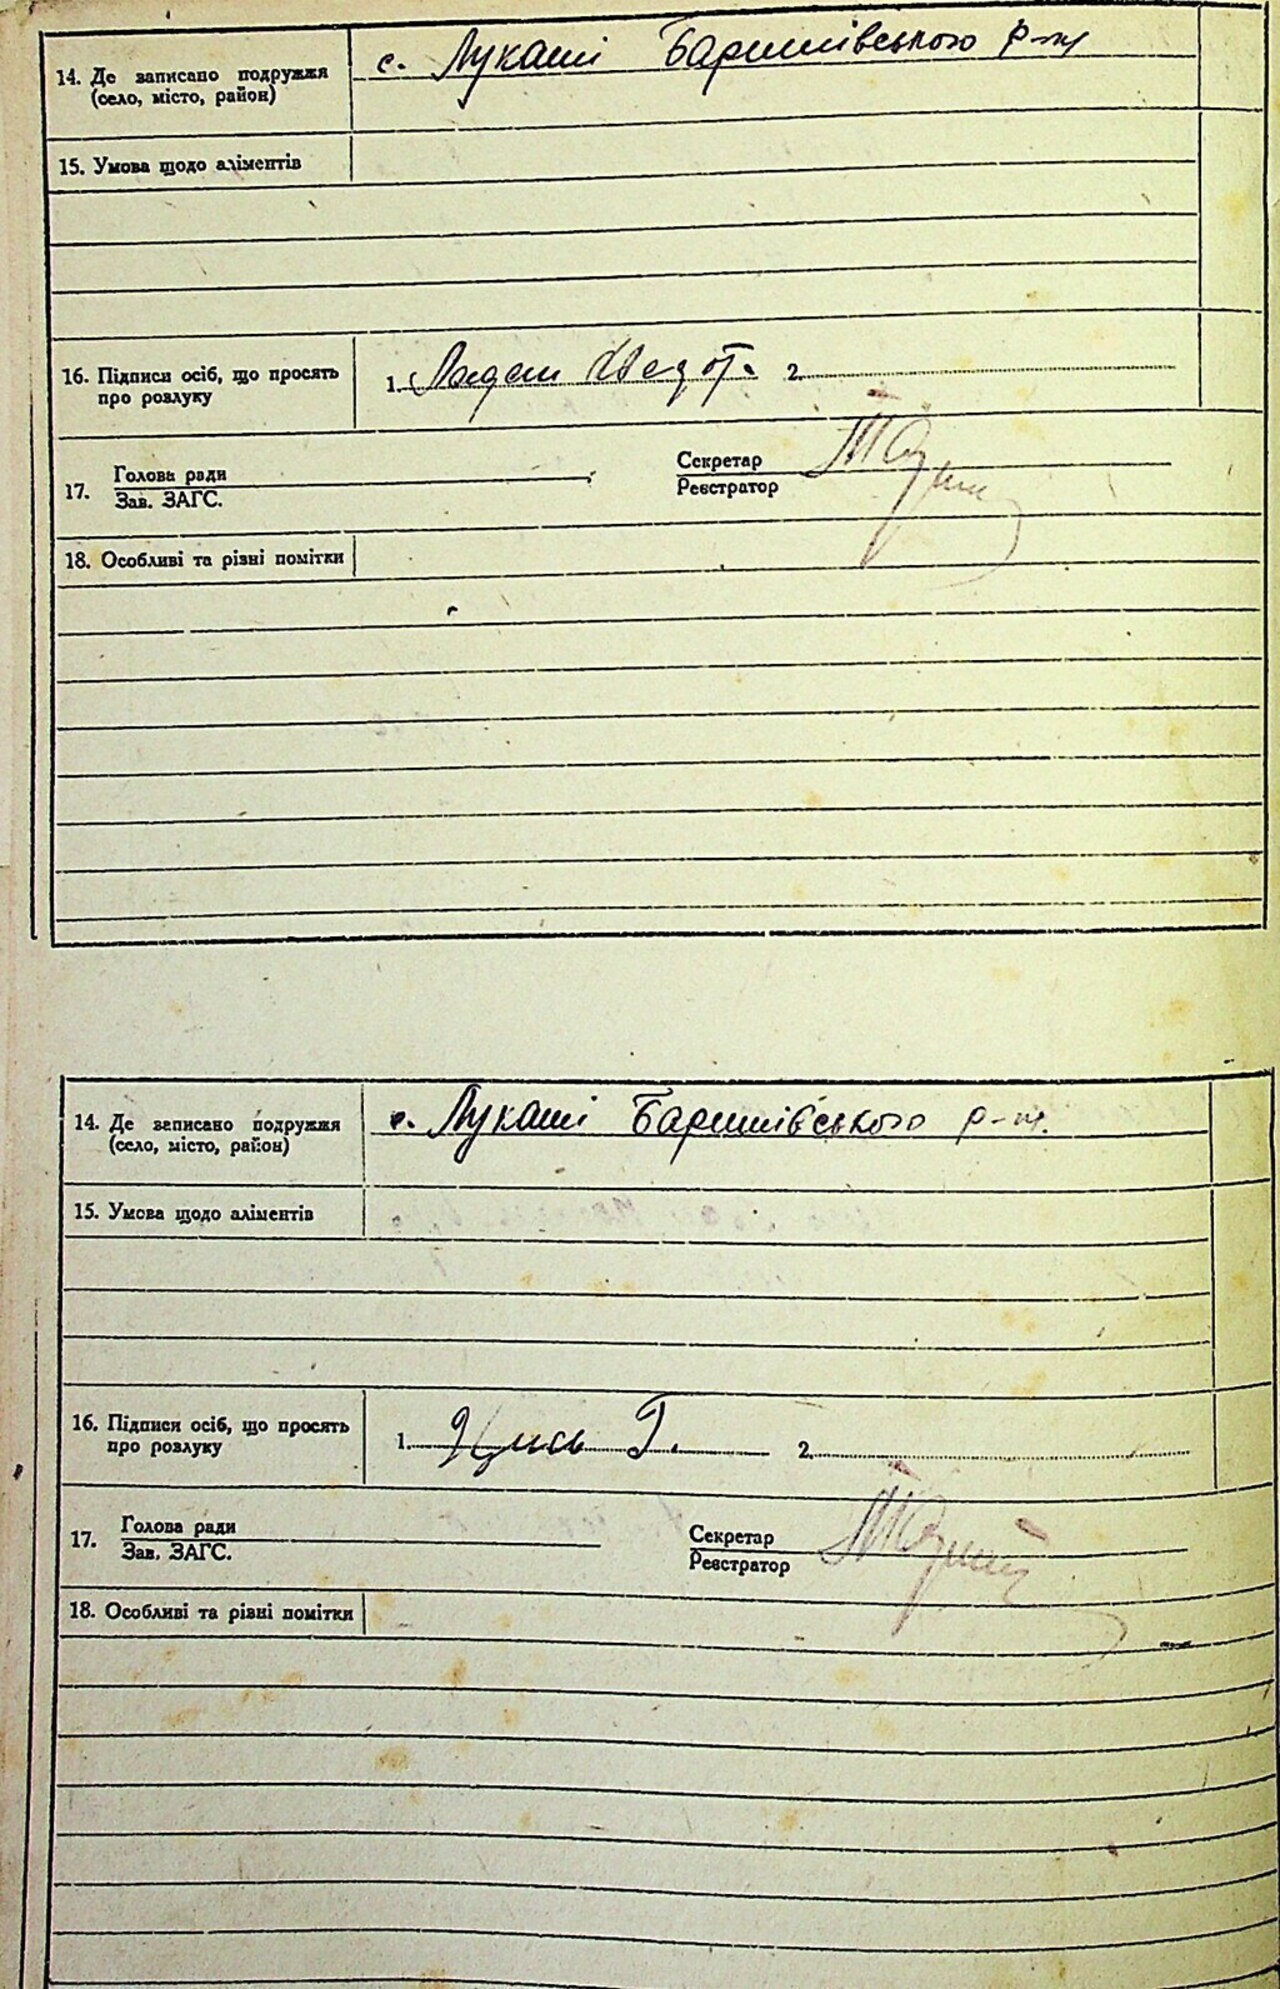 14. Де записано подружжя
(село, місто, район)
с. Лукаші Баришівського р-ну
15. Умова щодо аліментів
16. Підписи осіб, що просять
про розлуку
1. 2.
17. Голова ради
Зав. ЗАГС.
Секретар
Реєстратор
18. Особливі та різні помітки
14. Де записано подружжя
(село, місто, район)
с. Лукаші Баришівського р-ну.
15. Умова щодо аліментів
16. Підписи осіб, що просять
про розлуку
1. Г. 2.
17. Голова ради
Зав. ЗАГС.
Секретар
Реєстратор
18. Особливі та різні помітки